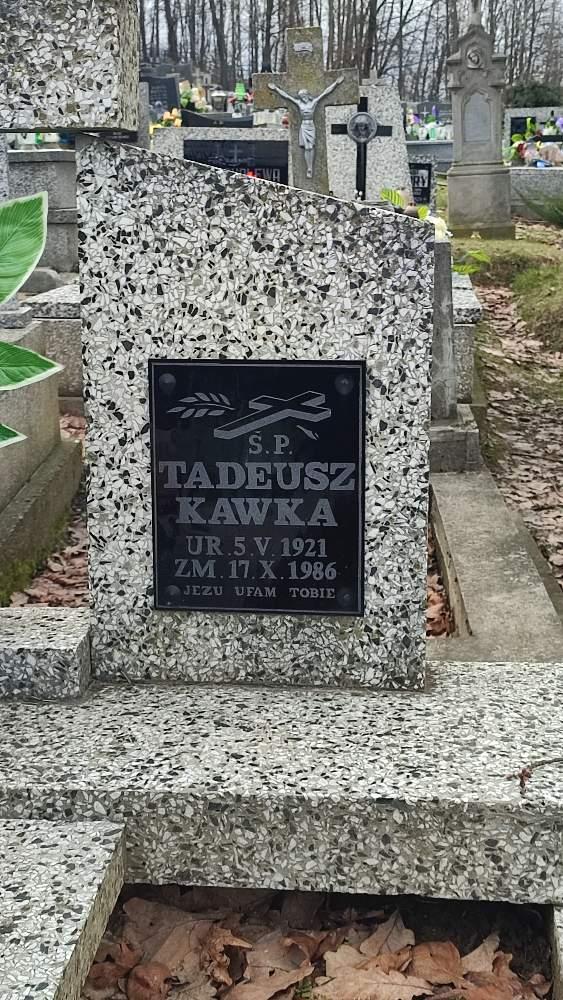 Ś.P.
TADEUSZ
KAWKA
UR.5.V.1921
ZM.17.X.1986
JEZU UFAM TOBIE